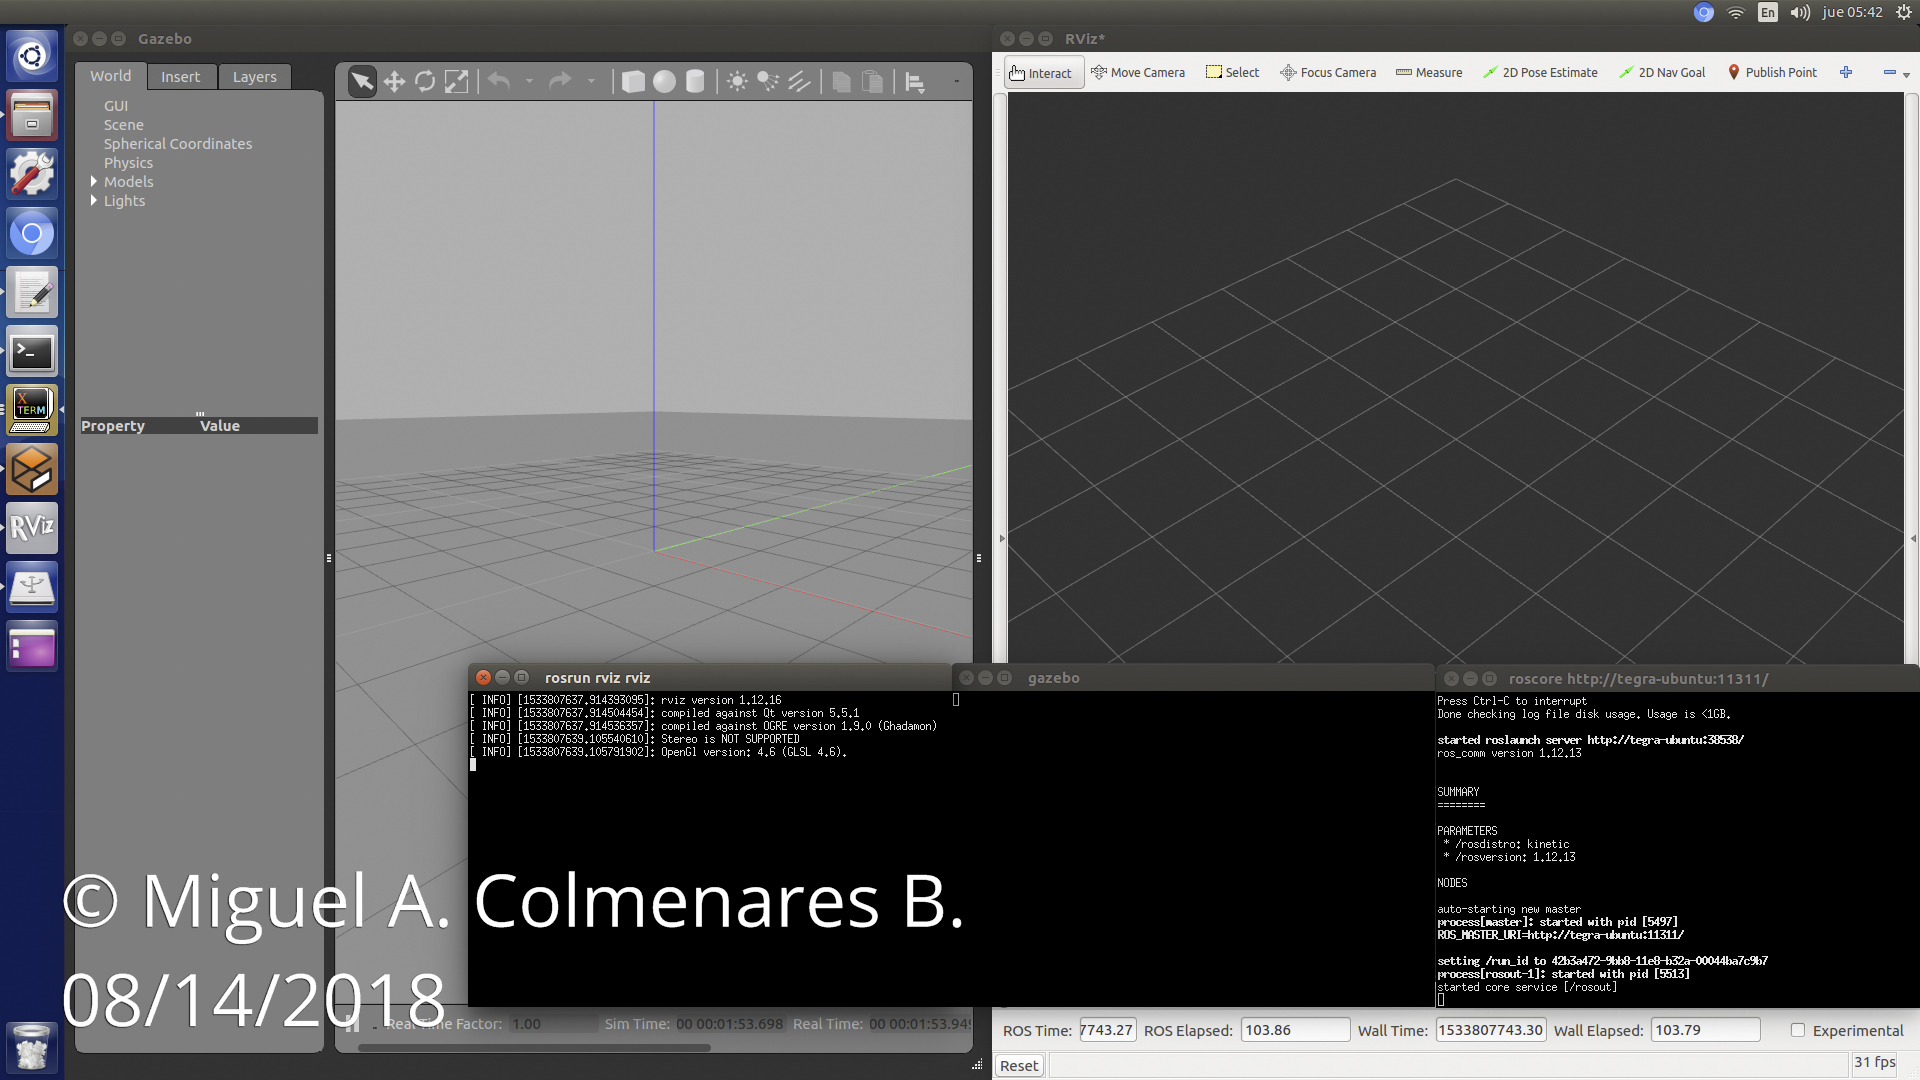 jue 05:42
En
Gazebo
World
Insert
Layers
GUI
Scene
Spherical Coordinates
Physics
Models
Lights
Property Value
X
TERM
RViz
RViz*
Interact
Move Camera
Select
Focus Camera
Measure
2D Pose Estimate
2D Nav Goal
Publish Point
rosrun rviz rviz
[ INFO] [1533807637.914393095]: rviz version 1.12.16
[ INFO] [1533807637.914504454]: compiled against Qt version 5.5.1
[ INFO] [1533807637.914536357]: compiled against OGRE version 1.9.0 (Ghadamon)
[ INFO] [1533807639.105540610]: Stereo is NOT SUPPORTED
[ INFO] [1533807639.105791902]: OpenGl version: 4.6 (GLSL 4.6).
gazebo
roscore http://tegra-ubuntu:11311/
Press Ctrl-C to interrupt
Done checking log file disk usage. Usage is <1GB.
started roslaunch server http://tegra-ubuntu:38538/
ros_comm version 1.12.13
SUMMARY
========
PARAMETERS
* /rosdistro: kinetic
* /rosversion: 1.12.13
NODES
auto-starting new master
process[master]: started with pid [5497]
ROS_MASTER_URI=http://tegra-ubuntu:11311/
setting /run_id to 42b3a472-9bb8-11e8-b32a-00044ba7c9b7
process[rosout-1]: started with pid [5513]
started core service [/rosout]
© Miguel A. Colmenares B.
08/14/2018
Real Time Factor: 1.00 Sim Time: 00 00:01:53.698 Real Time: 00 00:01:53.949
ROS Time: 7743.27 ROS Elapsed: 103.86 Wall Time: 1533807743.30 Wall Elapsed: 103.79 Experimental
Reset
31 fps